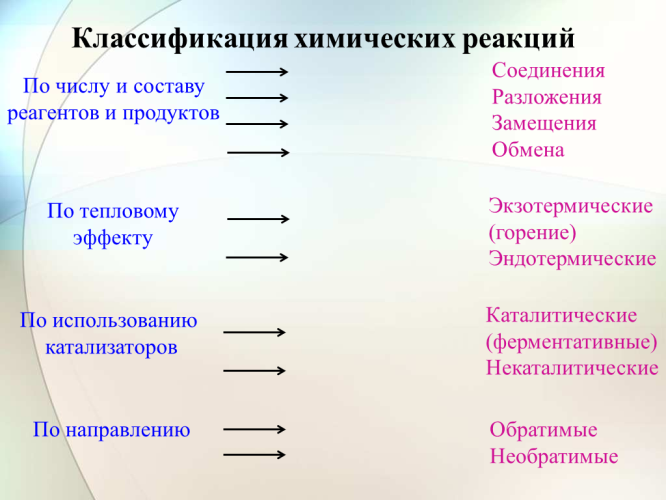 Классификация химических реакций
По числу и составу
реагентов и продуктов
Соединения
Разложения
Замещения
Обмена
По тепловому
эффекту
Экзотермические
(горение)
Эндотермические
По использованию
катализаторов
Каталитические
(ферментативные)
Некаталитические
По направлению
Обратимые
Необратимые